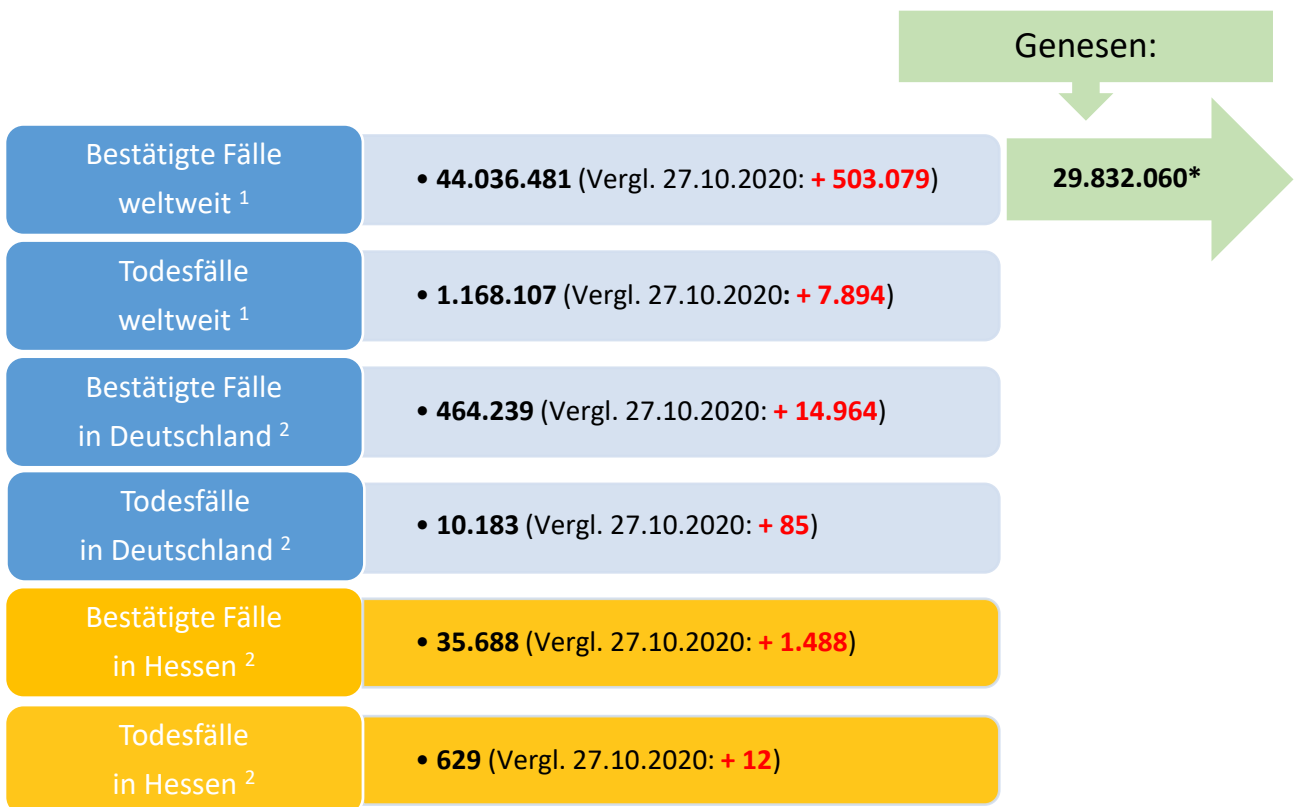 Genesen:
Bestätigte Fälle
weltweit ¹
• 44.036.481 (Vergl. 27.10.2020: + 503.079)
29.832.060*
Todesfälle
weltweit ¹
• 1.168.107 (Vergl. 27.10.2020: + 7.894)
Bestätigte Fälle
in Deutschland ²
• 464.239 (Vergl. 27.10.2020: + 14.964)
Todesfälle
in Deutschland ²
• 10.183 (Vergl. 27.10.2020: + 85)
Bestätigte Fälle
in Hessen ²
• 35.688 (Vergl. 27.10.2020: + 1.488)
Todesfälle
in Hessen ²
• 629 (Vergl. 27.10.2020: + 12)